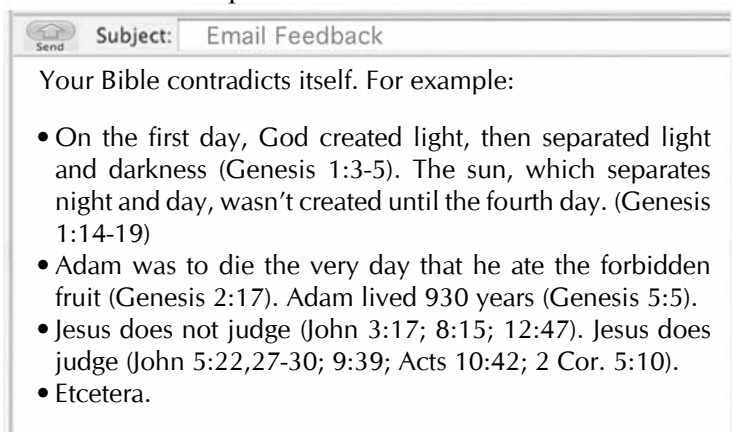 Send Subject: Email Feedback
Your Bible contradicts itself. For example:
• On the first day, God created light, then separated light
and darkness (Genesis 1:3-5). The sun, which separates
night and day, wasn’t created until the fourth day. (Genesis
1:14-19)
• Adam was to die the very day that he ate the forbidden
fruit (Genesis 2:17). Adam lived 930 years (Genesis 5:5).
• Jesus does not judge (John 3:17; 8:15; 12:47). Jesus does
judge (John 5:22,27-30; 9:39; Acts 10:42; 2 Cor. 5:10).
• Etcetera.